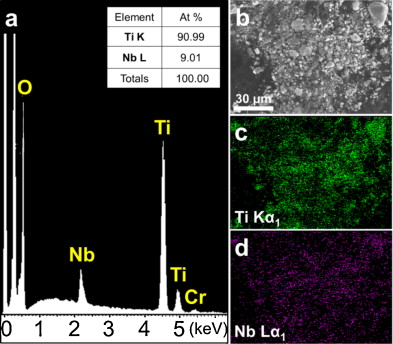 a
Element At %
Ti K 90.99
Nb L 9.01
Totals 100.00
O
Ti
Nb
Ti
Cr
0 1 2 3 4 5 6 (keV)
b
30 μm
c
Ti Kα1
d
Nb Lα1